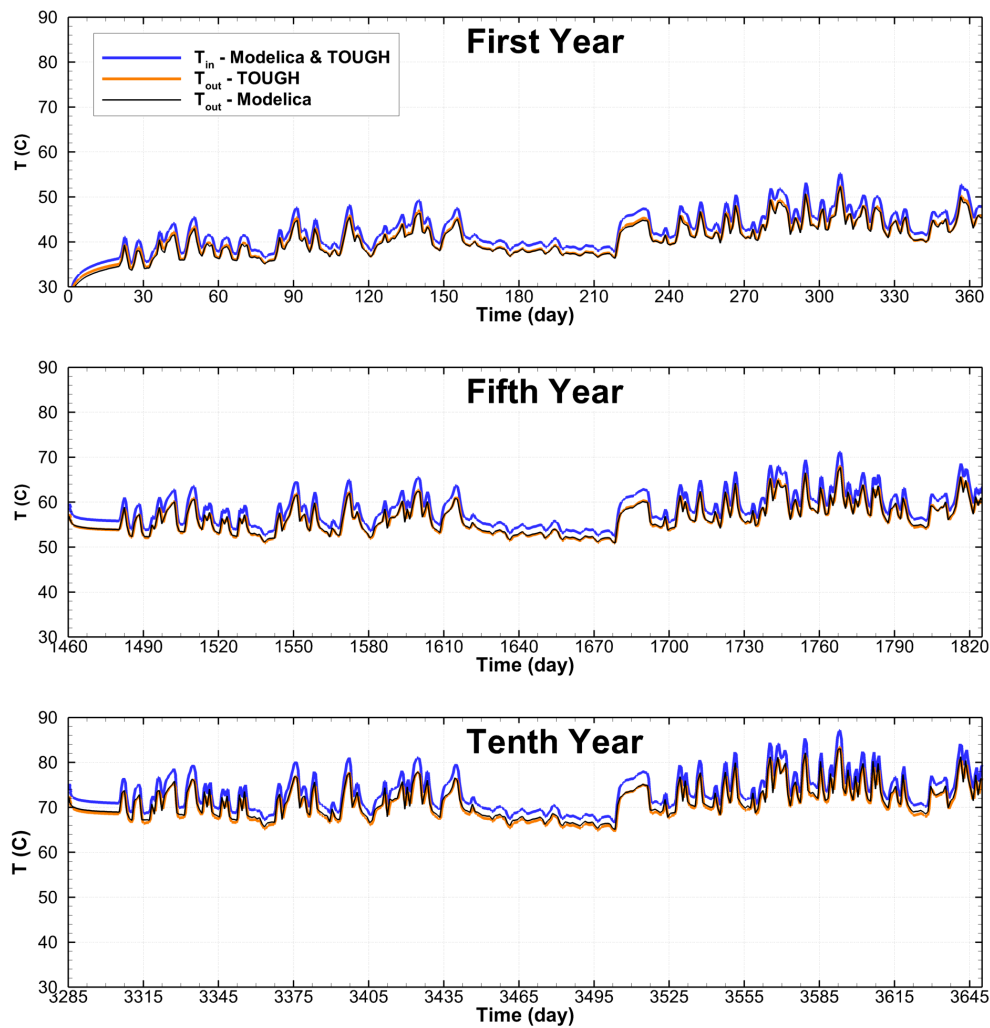 First Year
T_in - Modelica & TOUGH
T_out - TOUGH
T_out - Modelica
T (C)
90
80
70
60
50
40
30
0 30 60 90 120 150 180 210 240 270 300 330 360
Time (day)
Fifth Year
T (C)
90
80
70
60
50
40
30
1460 1490 1520 1550 1580 1610 1640 1670 1700 1730 1760 1790 1820
Time (day)
Tenth Year
T (C)
90
80
70
60
50
40
30
3285 3315 3345 3375 3405 3435 3465 3495 3525 3555 3585 3615 3645
Time (day)